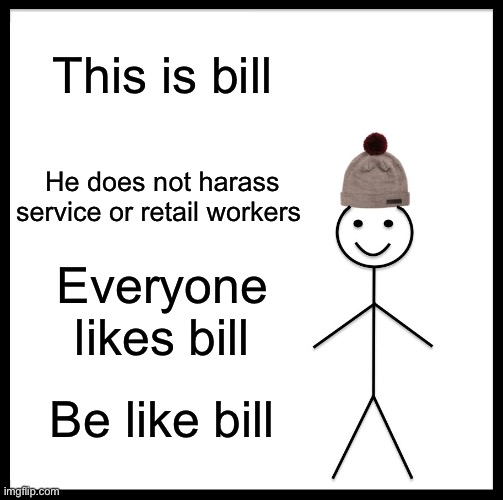 This is bill
He does not harass
service or retail workers
Everyone
likes bill
Be like bill
imgflip.com